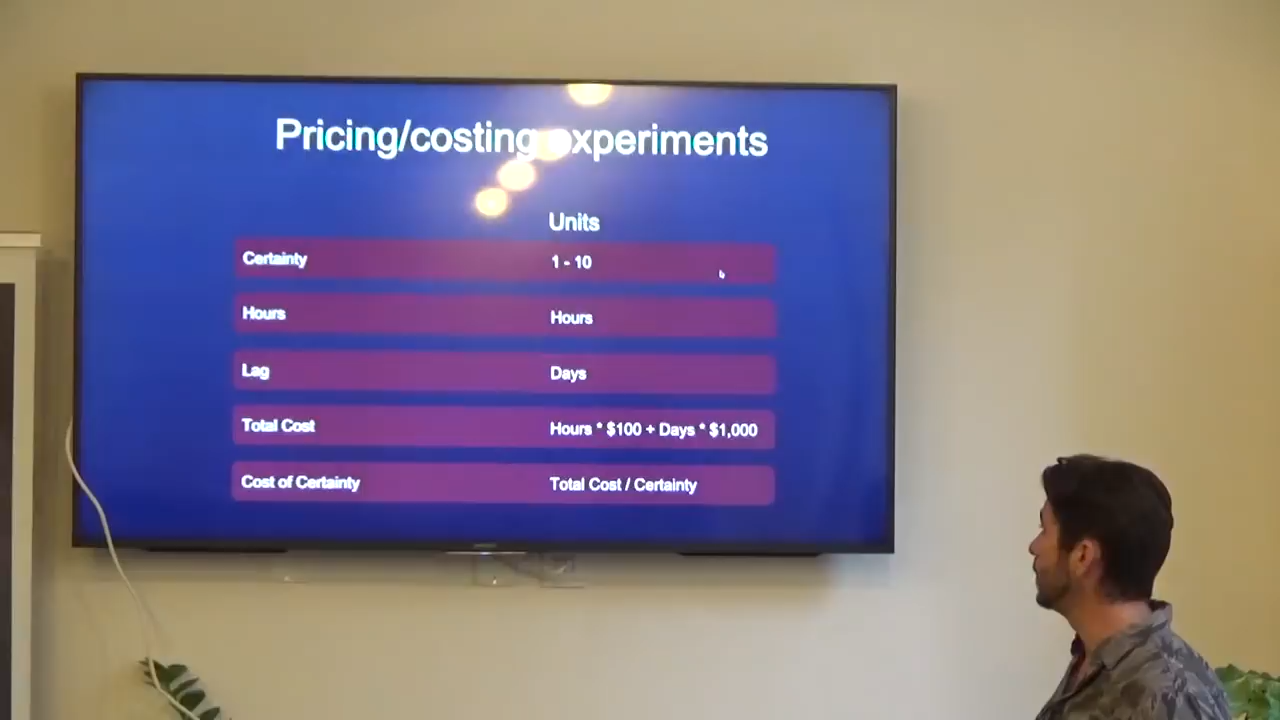 Pricing/costing experiments
Units
Certainty 1 - 10
Hours Hours
Lag Days
Total Cost Hours * $100 + Days * $1,000
Cost of Certainty Total Cost / Certainty